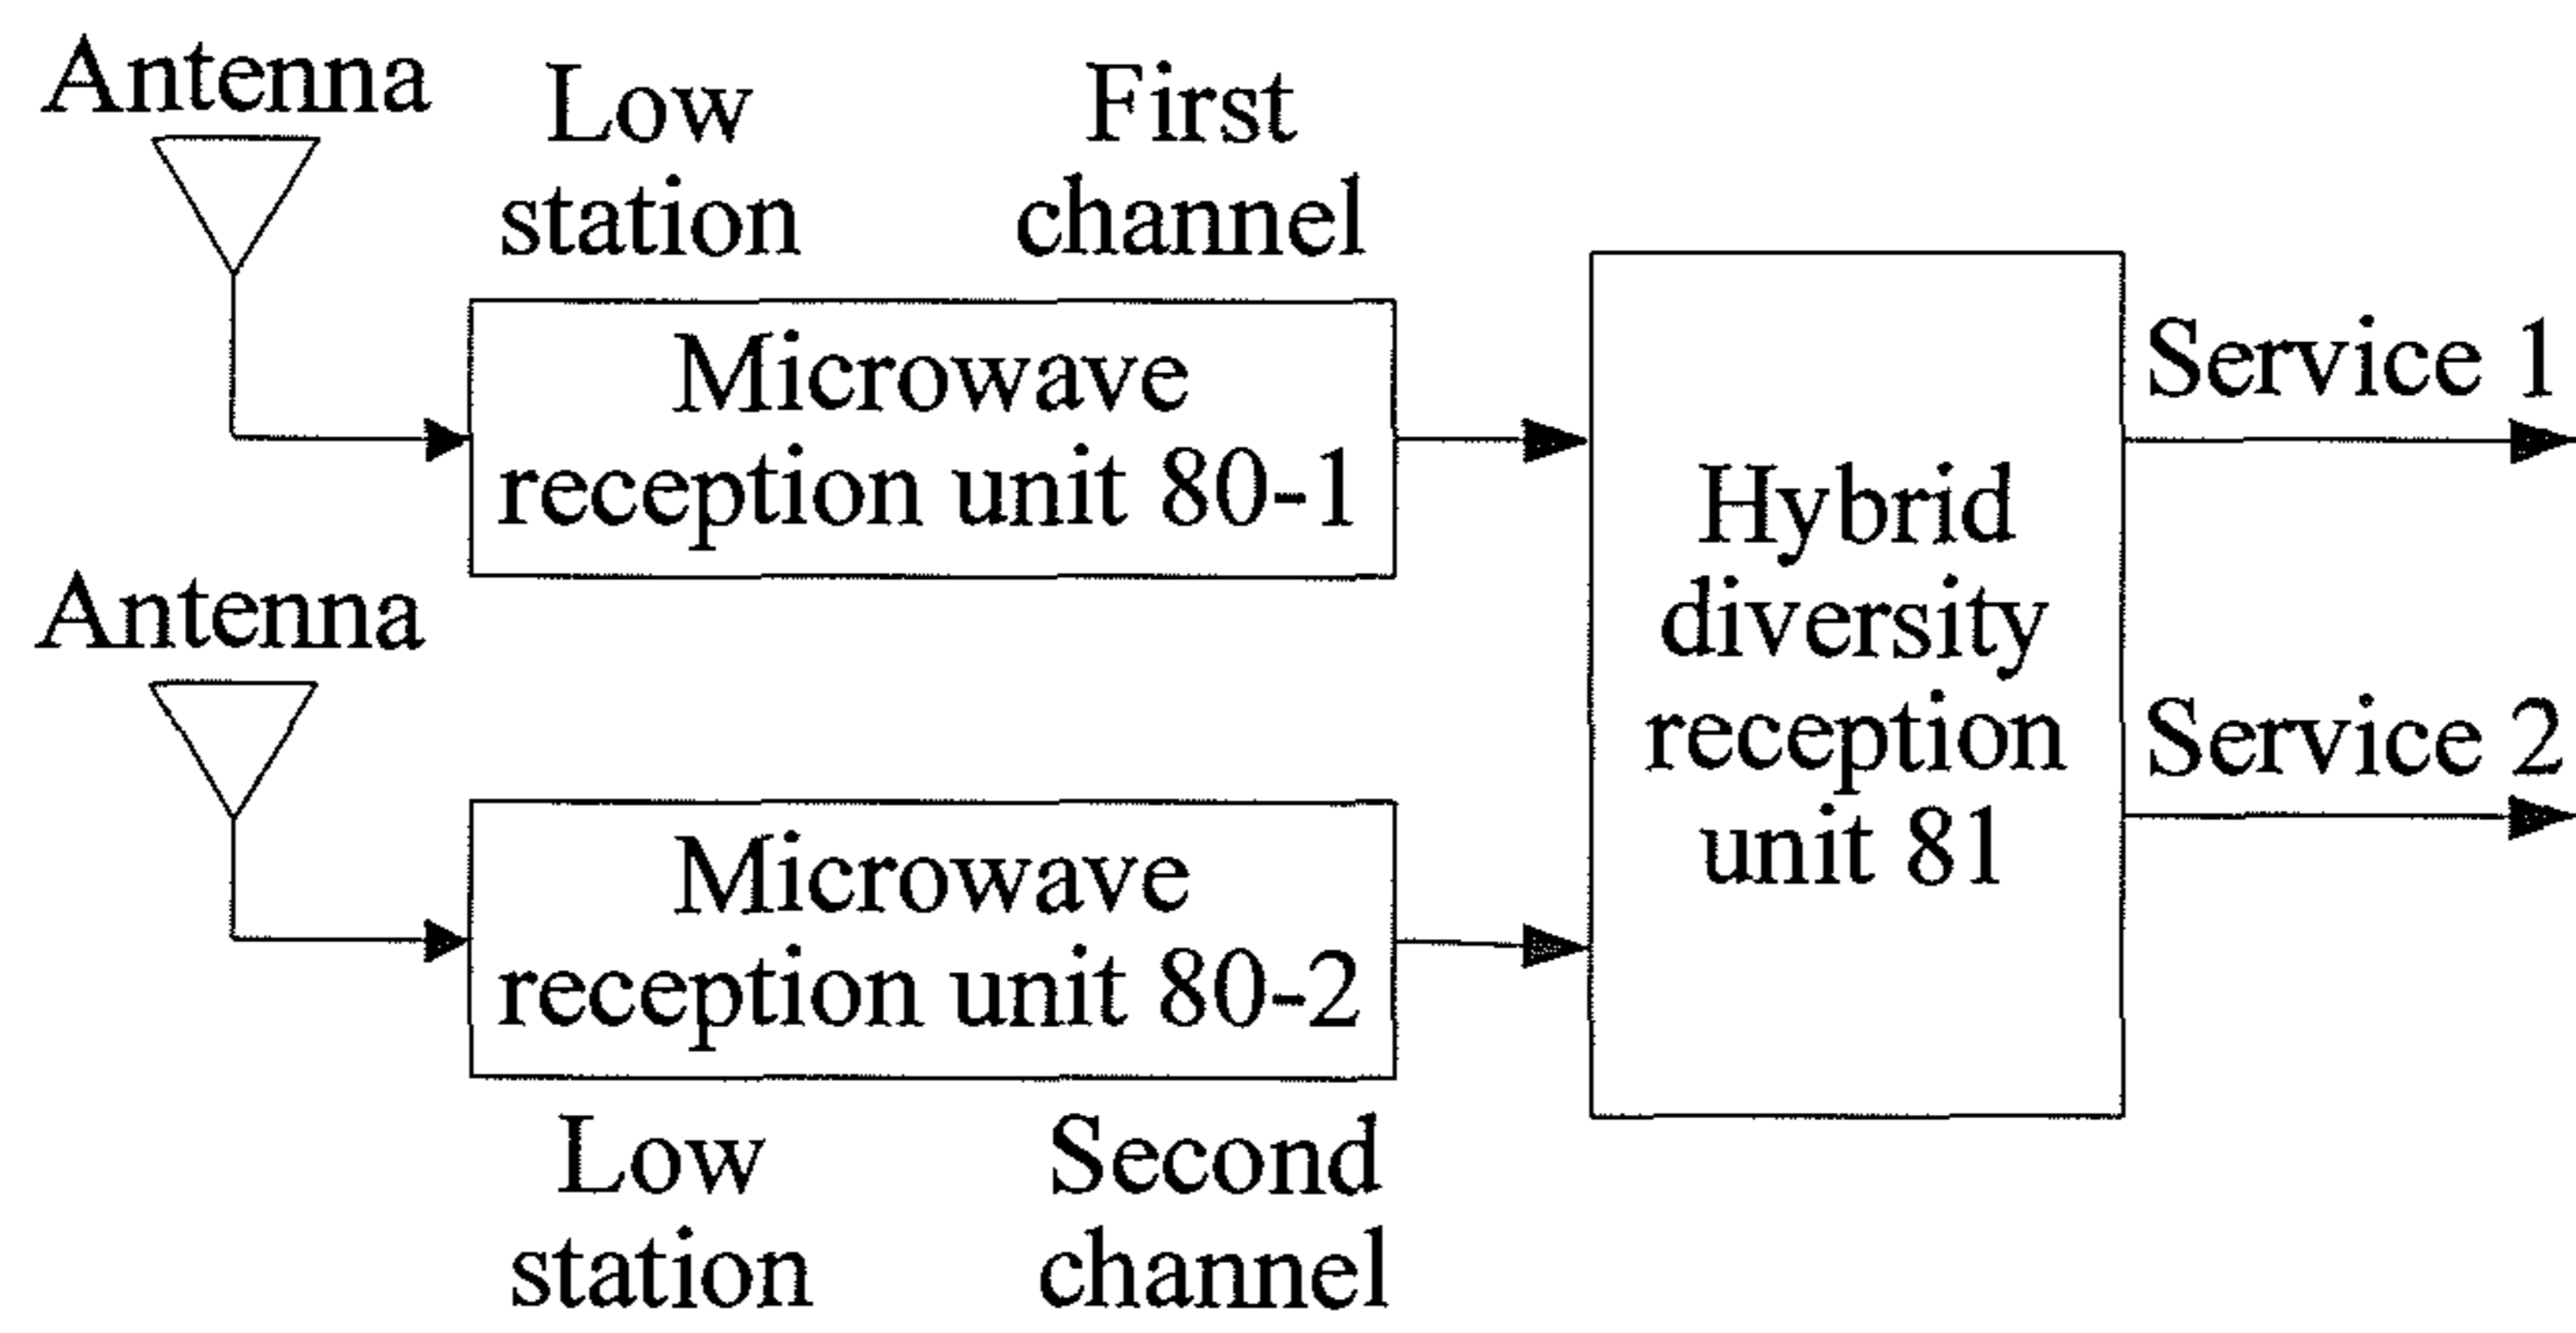 Antenna
Low
station
First
channel
Microwave
reception unit 80-1
Antenna
Microwave
reception unit 80-2
Low
station
Second
channel
Hybrid
diversity
reception
unit 81
Service 1
Service 2